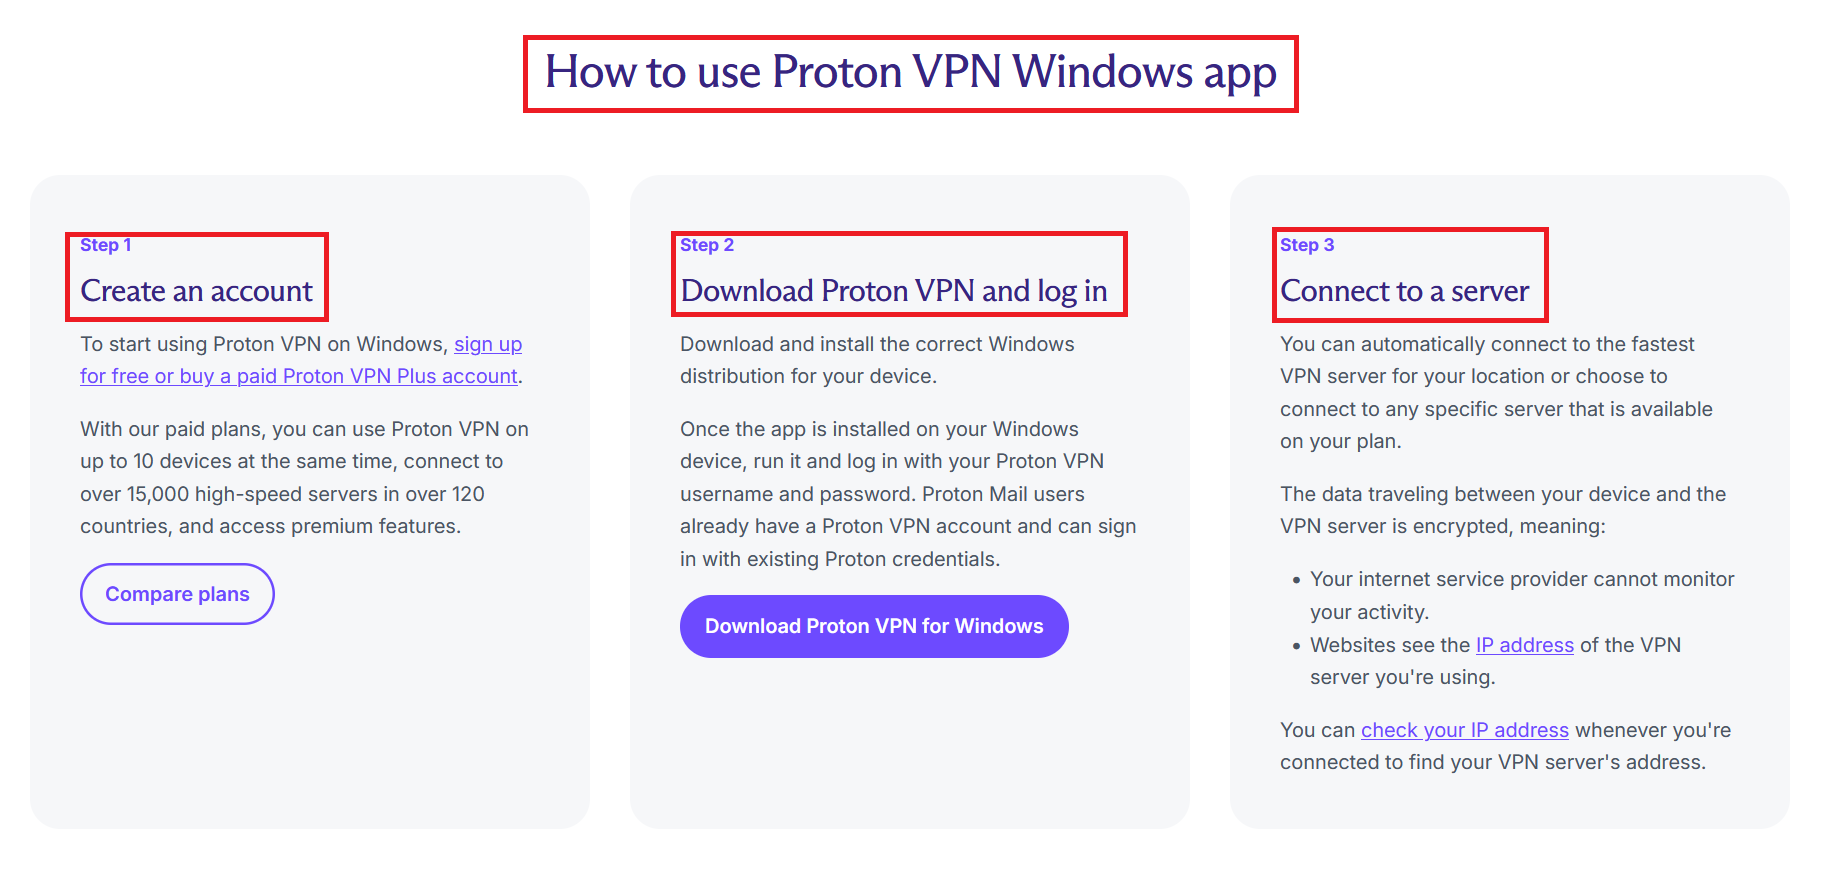 How to use Proton VPN Windows app
Step 1
Create an account
To start using Proton VPN on Windows, sign up
for free or buy a paid Proton VPN Plus account.
With our paid plans, you can use Proton VPN on
up to 10 devices at the same time, connect to
over 15,000 high-speed servers in over 120
countries, and access premium features.
Compare plans
Step 2
Download Proton VPN and log in
Download and install the correct Windows
distribution for your device.
Once the app is installed on your Windows
device, run it and log in with your Proton VPN
username and password. Proton Mail users
already have a Proton VPN account and can sign
in with existing Proton credentials.
Download Proton VPN for Windows
Step 3
Connect to a server
You can automatically connect to the fastest
VPN server for your location or choose to
connect to any specific server that is available
on your plan.
The data traveling between your device and the
VPN server is encrypted, meaning:
• Your internet service provider cannot monitor
your activity.
• Websites see the IP address of the VPN
server you're using.
You can check your IP address whenever you're
connected to find your VPN server's address.